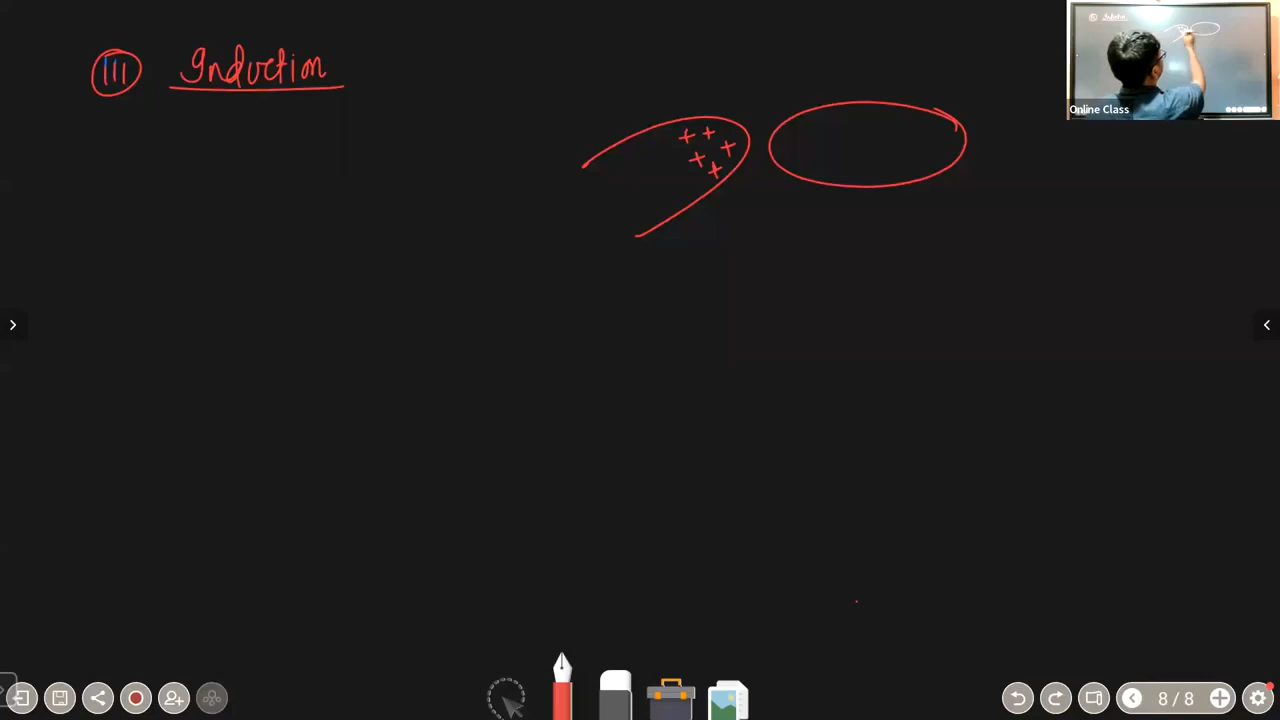 III Induction
+ + + + +
Online Class
8 / 8